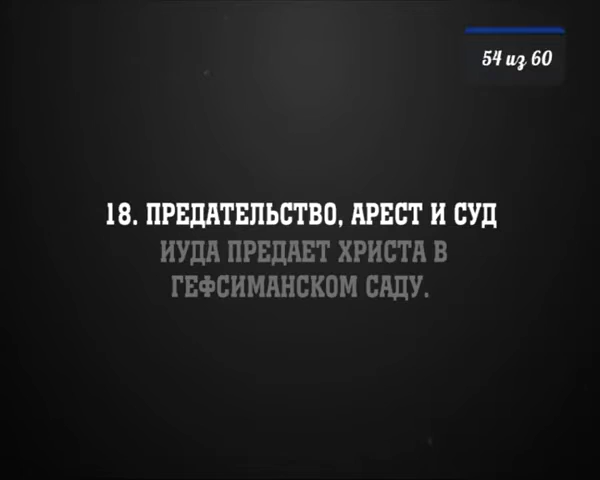 54 из 60
18. ПРЕДАТЕЛЬСТВО, АРЕСТ И СУД
ИУДА ПРЕДАЕТ ХРИСТА В
ГЕФСИМАНСКОМ САДУ.